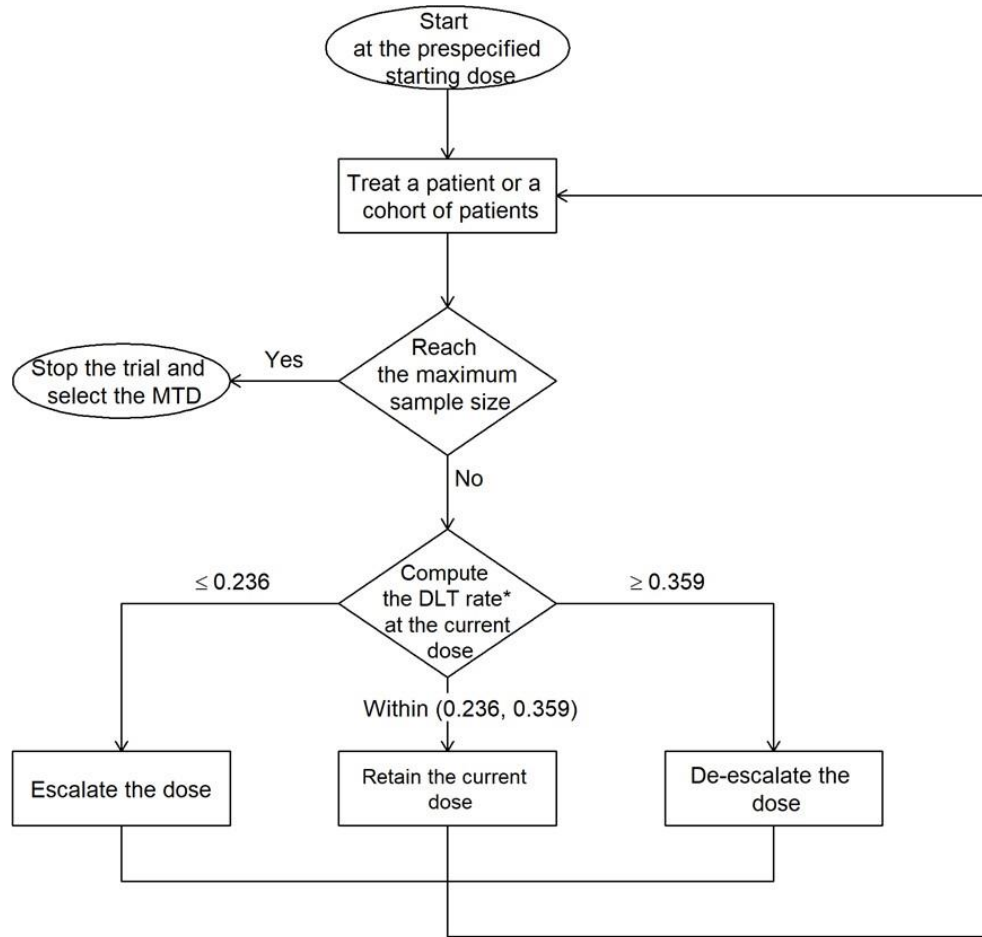 Start
at the prespecified
starting dose
Treat a patient or a
cohort of patients
Reach
the maximum
sample size
Yes
Stop the trial and
select the MTD
No
Compute
the DLT rate*
at the current
dose
≤ 0.236
≥ 0.359
Within (0.236, 0.359)
Escalate the dose
Retain the current
dose
De-escalate the
dose